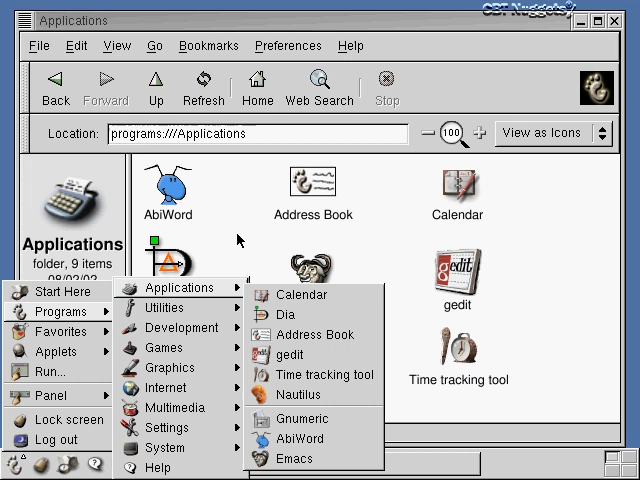 CBT Nuggets
Applications
File Edit View Go Bookmarks Preferences Help
Back Forward Up Refresh Home Web Search Stop
Location: programs:///Applications 100 View as Icons
AbiWord Address Book Calendar
Applications
folder, 9 items
08/02/02
gedit
gedit
Time tracking tool
Start Here
Programs
Favorites
Applets
Run...
Panel
Lock screen
Log out
Applications
Utilities
Development
Games
Graphics
Internet
Multimedia
Settings
System
Help
Calendar
Dia
Address Book
gedit
Time tracking tool
Nautilus
Gnumeric
AbiWord
Emacs